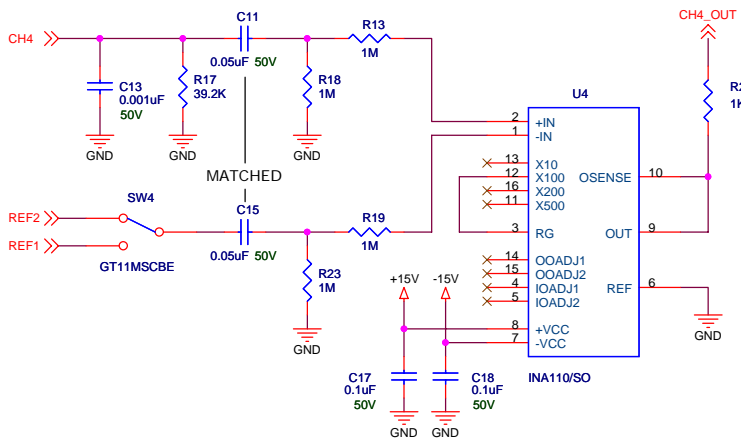 CH4
C11
0.05uF 50V
R13
1M
C13
0.001uF
50V
R17
39.2K
R18
1M
GND
GND
GND
MATCHED
SW4
REF2
REF1
GT11MSCBE
C15
0.05uF 50V
R19
1M
R23
1M
GND
CH4_OUT
1K
U4
2 +IN
1 -IN
13 X10
12 X100
16 X200
11 X500
3 RG
14 OOADJ1
15 OOADJ2
4 IOADJ1
5 IOADJ2
8 +VCC
7 -VCC
OSENSE 10
OUT 9
REF 6
INA110/SO
GND
+15V
-15V
C17
0.1uF
50V
C18
0.1uF
50V
GND
GND